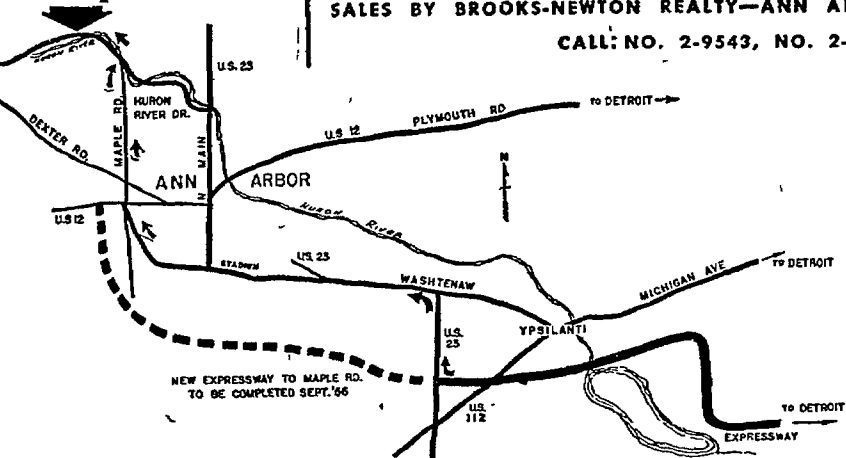 SALES BY BROOKS-NEWTON REALTY—ANN
CALL: NO. 2-9543, NO. 2-
HURON RIVER
U.S. 23
HURON
RIVER DR.
MAPLE RD.
DEXTER RD.
N MAIN
U.S 12
PLYMOUTH RD
TO DETROIT
N
ANN ARBOR
U.S 12
HURON RIVER
STADIUM
U.S. 23
WASHTENAW
MICHIGAN AVE
TO DETROIT
YPSILANTI
U.S.
23
NEW EXPRESSWAY TO MAPLE RD.
TO BE COMPLETED SEPT. '56
U.S.
112
TO DETROIT
EXPRESSWAY